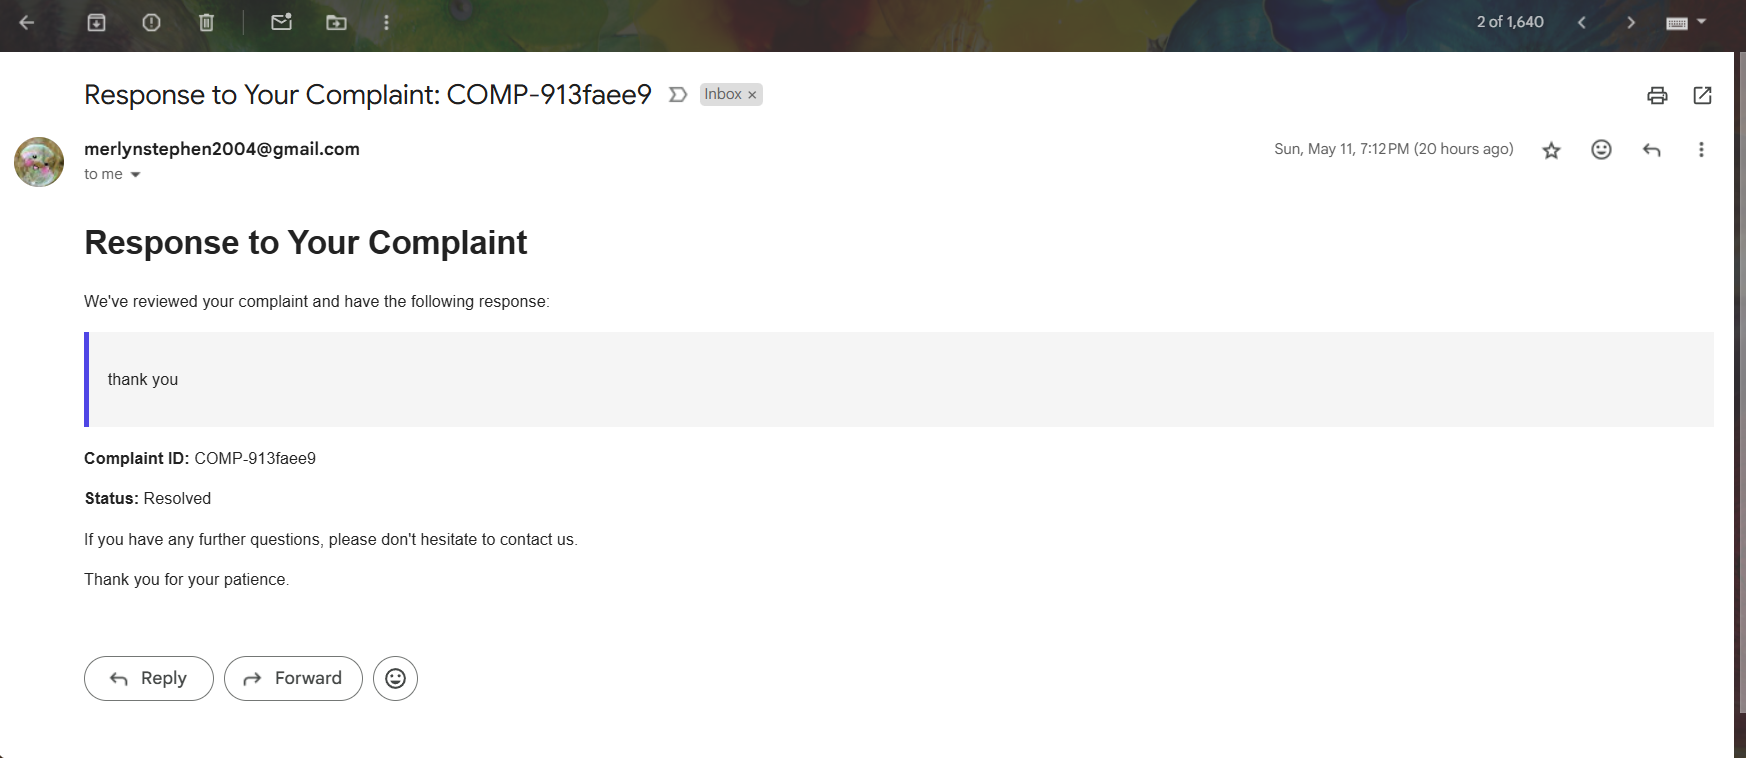 2 of 1,640
Response to Your Complaint: COMP-913faee9
Inbox ×
merlynstephen2004@gmail.com
Sun, May 11, 7:12 PM (20 hours ago)
to me
Response to Your Complaint
We've reviewed your complaint and have the following response:
thank you
Complaint ID: COMP-913faee9
Status: Resolved
If you have any further questions, please don't hesitate to contact us.
Thank you for your patience.
Reply
Forward